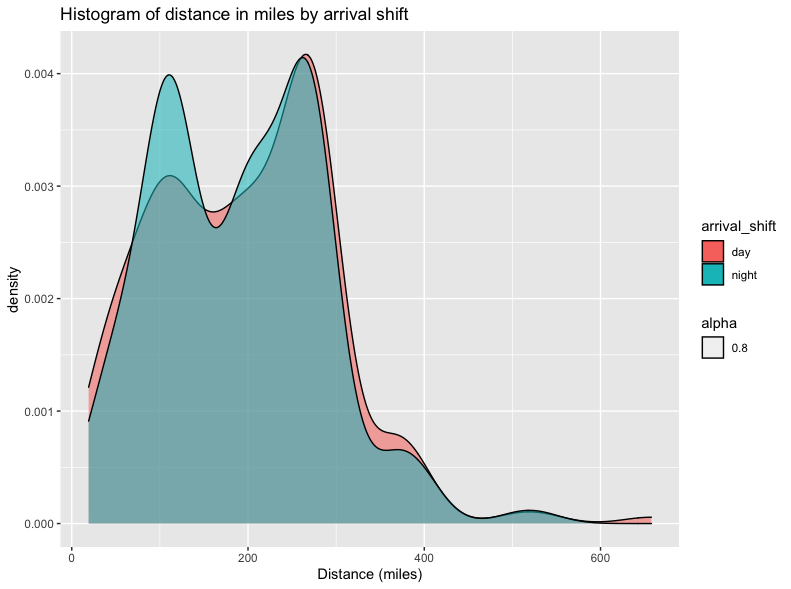 Histogram of distance in miles by arrival shift
0.004
0.003
0.002
0.001
0.000
density
0
200
400
600
Distance (miles)
arrival_shift
day
night
alpha
0.8